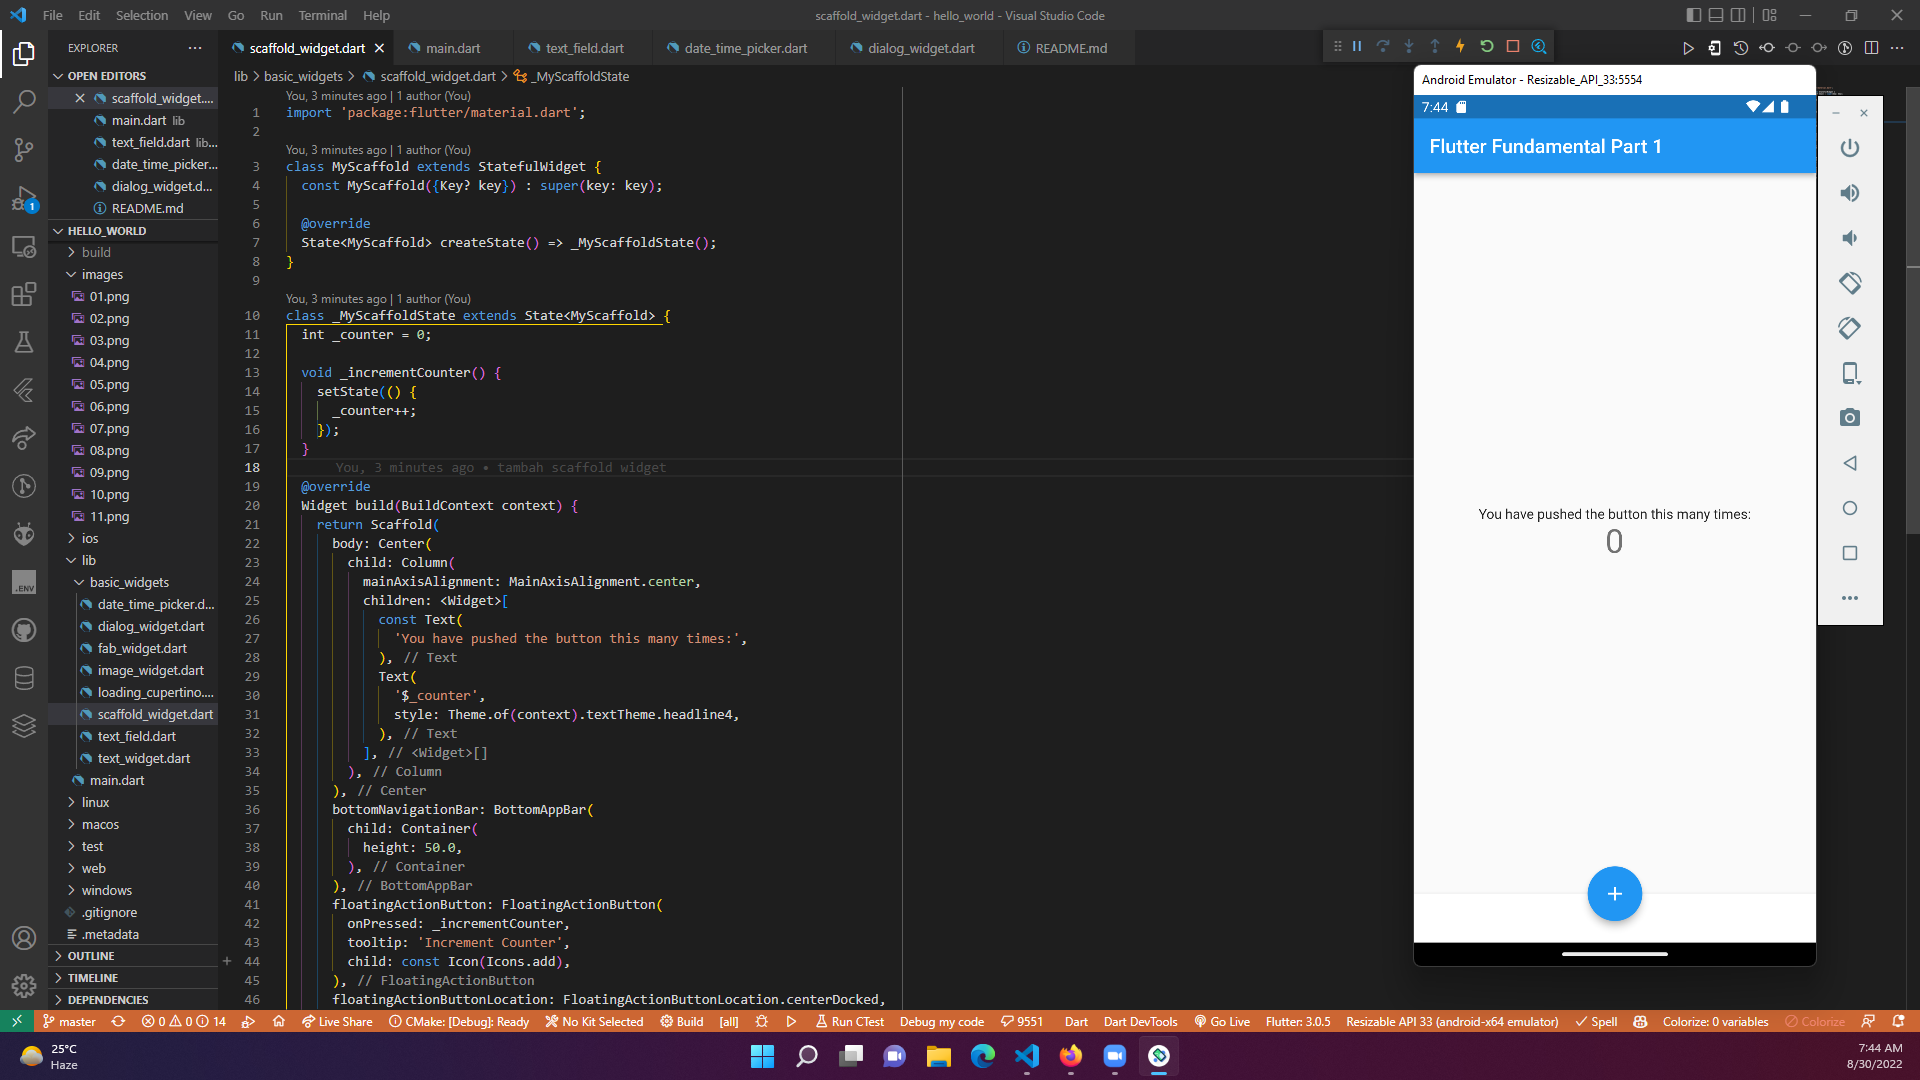 File Edit Selection View Go Run Terminal Help
scaffold_widget.dart - hello_world - Visual Studio Code
EXPLORER
scaffold_widget.dart main.dart text_field.dart date_time_picker.dart dialog_widget.dart README.md
OPEN EDITORS
scaffold_widget....
main.dart lib
text_field.dart lib...
date_time_picker...
dialog_widget.d...
README.md
1
HELLO_WORLD
build
images
01.png
02.png
03.png
04.png
05.png
06.png
07.png
08.png
09.png
10.png
11.png
ios
lib
basic_widgets
date_time_picker.d...
dialog_widget.dart
fab_widget.dart
image_widget.dart
loading_cupertino....
scaffold_widget.dart
text_field.dart
text_widget.dart
main.dart
linux
macos
test
web
windows
.gitignore
.metadata
OUTLINE
TIMELINE
DEPENDENCIES
.ENV
lib > basic_widgets > scaffold_widget.dart > _MyScaffoldState
You, 3 minutes ago | 1 author (You)
1 import 'package:flutter/material.dart';
2
You, 3 minutes ago | 1 author (You)
3 class MyScaffold extends StatefulWidget {
4 const MyScaffold({Key? key}) : super(key: key);
5
6 @override
7 State<MyScaffold> createState() => _MyScaffoldState();
8 }
9
You, 3 minutes ago | 1 author (You)
10 class _MyScaffoldState extends State<MyScaffold> {
11 int _counter = 0;
12
13 void _incrementCounter() {
14 setState(() {
15 _counter++;
16 });
17 }
18 You, 3 minutes ago • tambah scaffold widget
19 @override
20 Widget build(BuildContext context) {
21 return Scaffold(
22 body: Center(
23 child: Column(
24 mainAxisAlignment: MainAxisAlignment.center,
25 children: <Widget>[
26 const Text(
27 'You have pushed the button this many times:',
28 ), // Text
29 Text(
30 '$_counter',
31 style: Theme.of(context).textTheme.headline4,
32 ), // Text
33 ], // <Widget>[]
34 ), // Column
35 ), // Center
36 bottomNavigationBar: BottomAppBar(
37 child: Container(
38 height: 50.0,
39 ), // Container
40 ), // BottomAppBar
41 floatingActionButton: FloatingActionButton(
42 onPressed: _incrementCounter,
43 tooltip: 'Increment Counter',
44 child: const Icon(Icons.add),
45 ), // FloatingActionButton
46 floatingActionButtonLocation: FloatingActionButtonLocation.centerDocked,
Android Emulator - Resizable_API_33:5554
7:44
Flutter Fundamental Part 1
You have pushed the button this many times:
0
master 0 0 14 Live Share CMake: [Debug]: Ready No Kit Selected Build [all] Run CTest Debug my code 9551 Dart Dart DevTools Go Live Flutter: 3.0.5 Resizable API 33 (android-x64 emulator) Spell Colorize: 0 variables Colorize
25°C
Haze
7:44 AM
8/30/2022